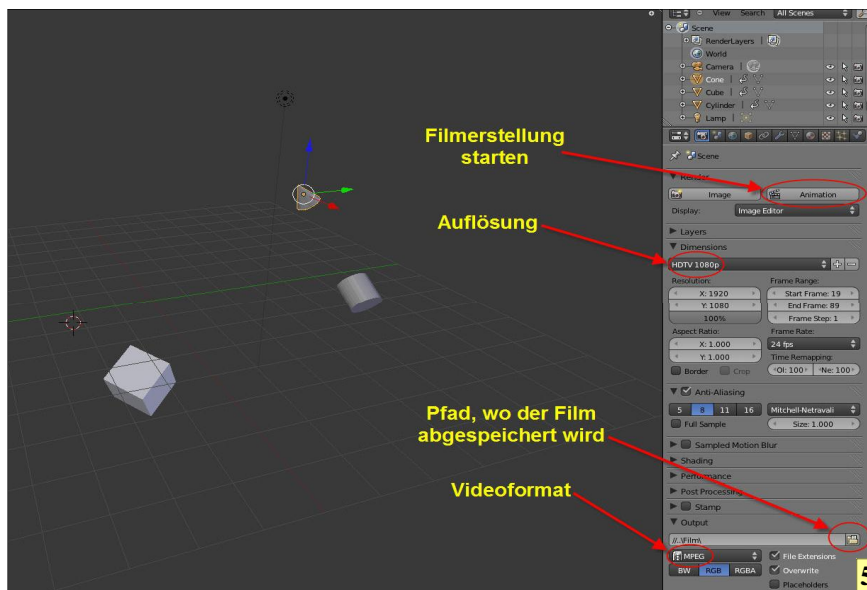 View Search All Scenes
Scene
RenderLayers
World
Camera
Cone
Cube
Cylinder
Lamp
Filmerstellung
starten
Scene
Render
Image Animation
Display: Image Editor
Auflösung
Layers
Dimensions
HDTV 1080p
Resolution: Frame Range:
X: 1920 Start Frame: 19
Y: 1080 End Frame: 89
100% Frame Step: 1
Aspect Ratio: Frame Rate:
X: 1.000 24 fps
Y: 1.000 Time Remapping:
Border Crop Ol: 100 Ne: 100
Anti-Aliasing
5 8 11 16 Mitchell-Netravali
Full Sample Size: 1.000
Pfad, wo der Film
abgespeichert wird
Sampled Motion Blur
Shading
Performance
Post Processing
Videoformat
Stamp
Output
//..\Film\
MPEG File Extensions
BW RGB RGBA Overwrite
Placeholders
5